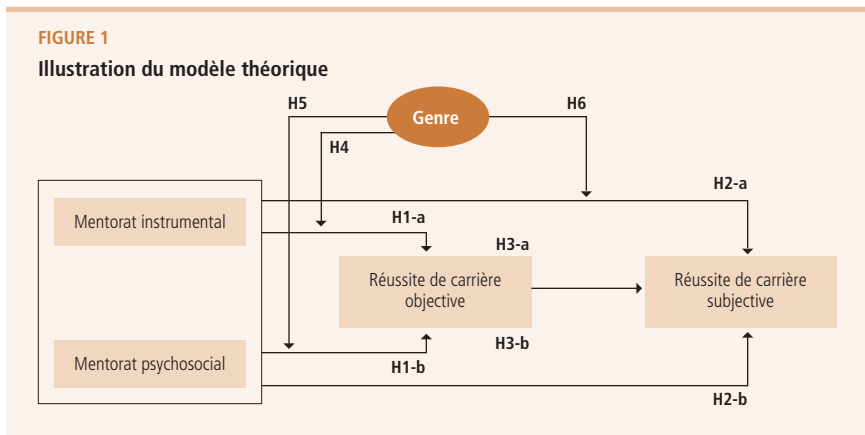 FIGURE 1
Illustration du modèle théorique
H5
Genre
H6
H4
H2-a
Mentorat instrumental
H1-a
H3-a
Réussite de carrière
objective
Réussite de carrière
subjective
H3-b
Mentorat psychosocial
H1-b
H2-b